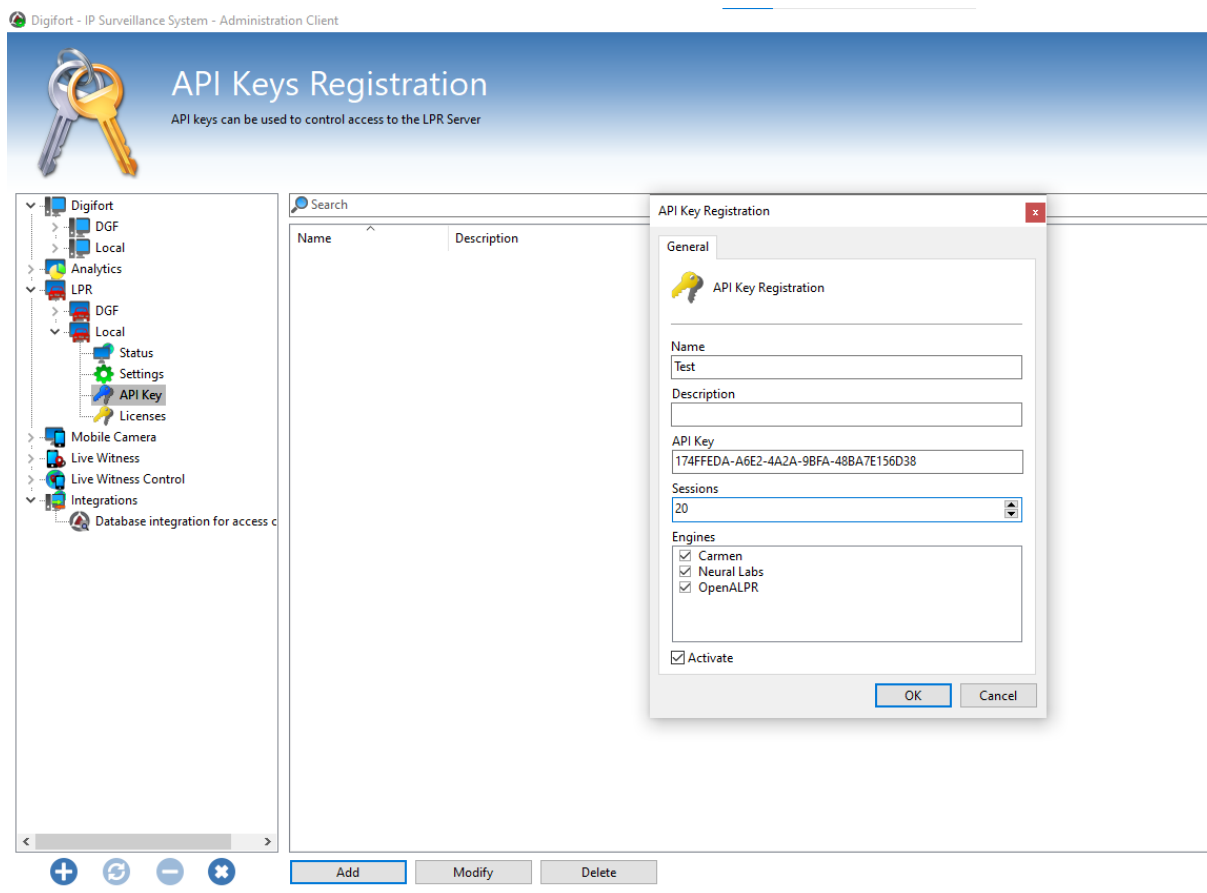 Digifort - IP Surveillance System - Administration Client
API Keys Registration
API keys can be used to control access to the LPR Server
Digifort
DGF
Local
Analytics
LPR
DGF
Local
Status
Settings
API Key
Licenses
Mobile Camera
Live Witness
Live Witness Control
Integrations
Database integration for access c
Search
Name
Description
API Key Registration
x
General
API Key Registration
Name
Test
Description
API Key
174FFEDA-A6E2-4A2A-9BFA-48BA7E156D38
Sessions
20
Engines
Carmen
Neural Labs
OpenALPR
Activate
OK Cancel
Add Modify Delete